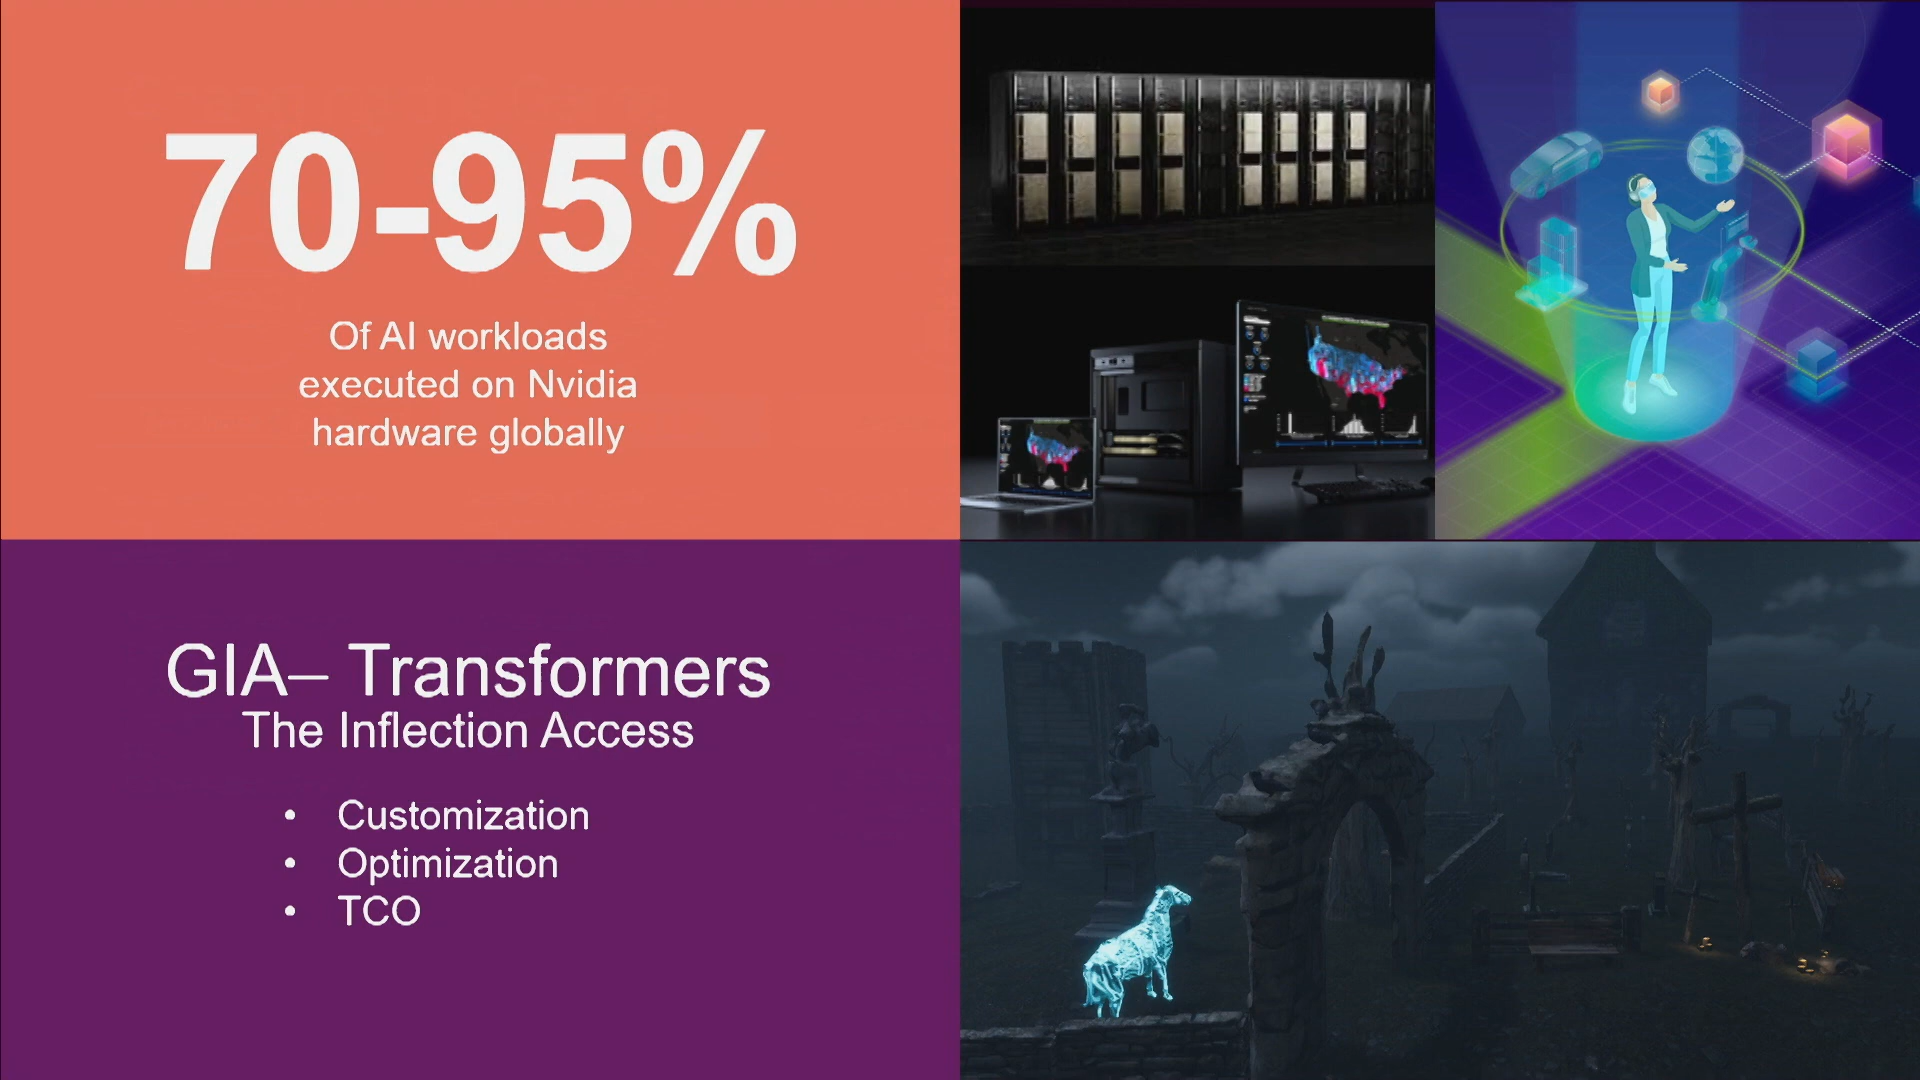 70-95%
Of AI workloads
executed on Nvidia
hardware globally
GIA– Transformers
The Inflection Access
• Customization
• Optimization
• TCO